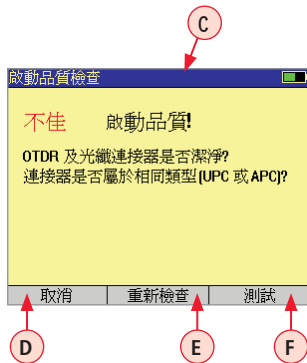 C
啟動品質檢查
不佳 啟動品質!
OTDR 及光纖連接器是否潔淨?
連接器是否屬於相同類型 (UPC 或 APC)?
取消 重新檢查 測試
D E F